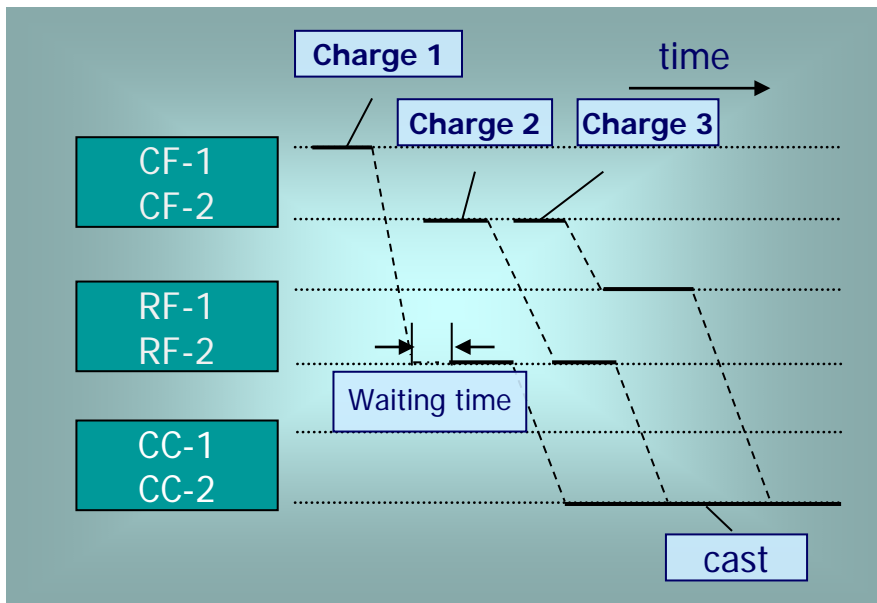 Charge 1
time
Charge 2
Charge 3
CF-1
CF-2
RF-1
RF-2
Waiting time
CC-1
CC-2
cast